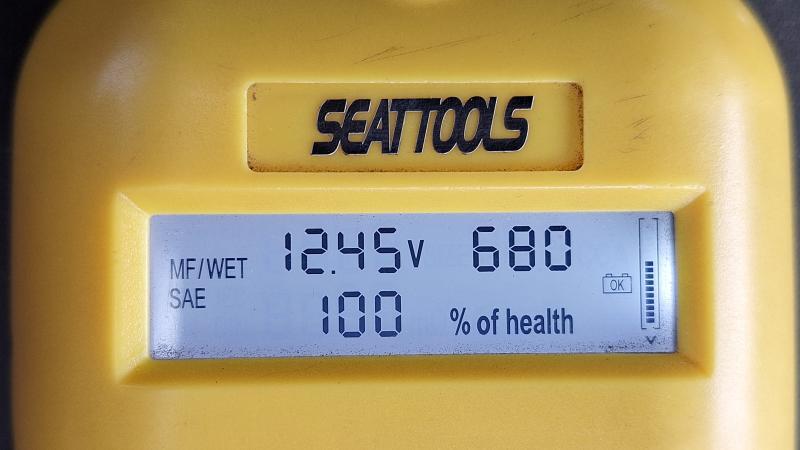 SEATTOOLS
MF/WET 12.45V 680
SAE
OK
100 % of health